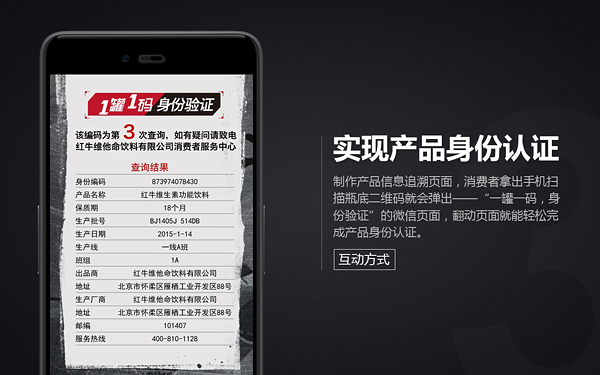 1罐1码 身份验证
该编码为第 3 次查询，如有疑问请致电
红牛维他命饮料有限公司消费者服务中心
查询结果
身份编码 873974078430
产品名称 红牛维生素功能饮料
保质期 18个月
生产批号 BJ1405J 514DB
生产日期 2015-1-14
生产线 一线A班
班组 1A
出品商 红牛维他命饮料有限公司
地址 北京市怀柔区雁栖工业开发区88号
生产厂商 红牛维他命饮料有限公司
地址 北京市怀柔区雁栖工业开发区88号
邮编 101407
服务热线 400-810-1128
实现产品身份认证
制作产品信息追溯页面，消费者拿出手机扫
描瓶底二维码就会弹出——“一罐一码，身
份验证”的微信页面，翻动页面就能轻松完
成产品身份认证。
互动方式
3